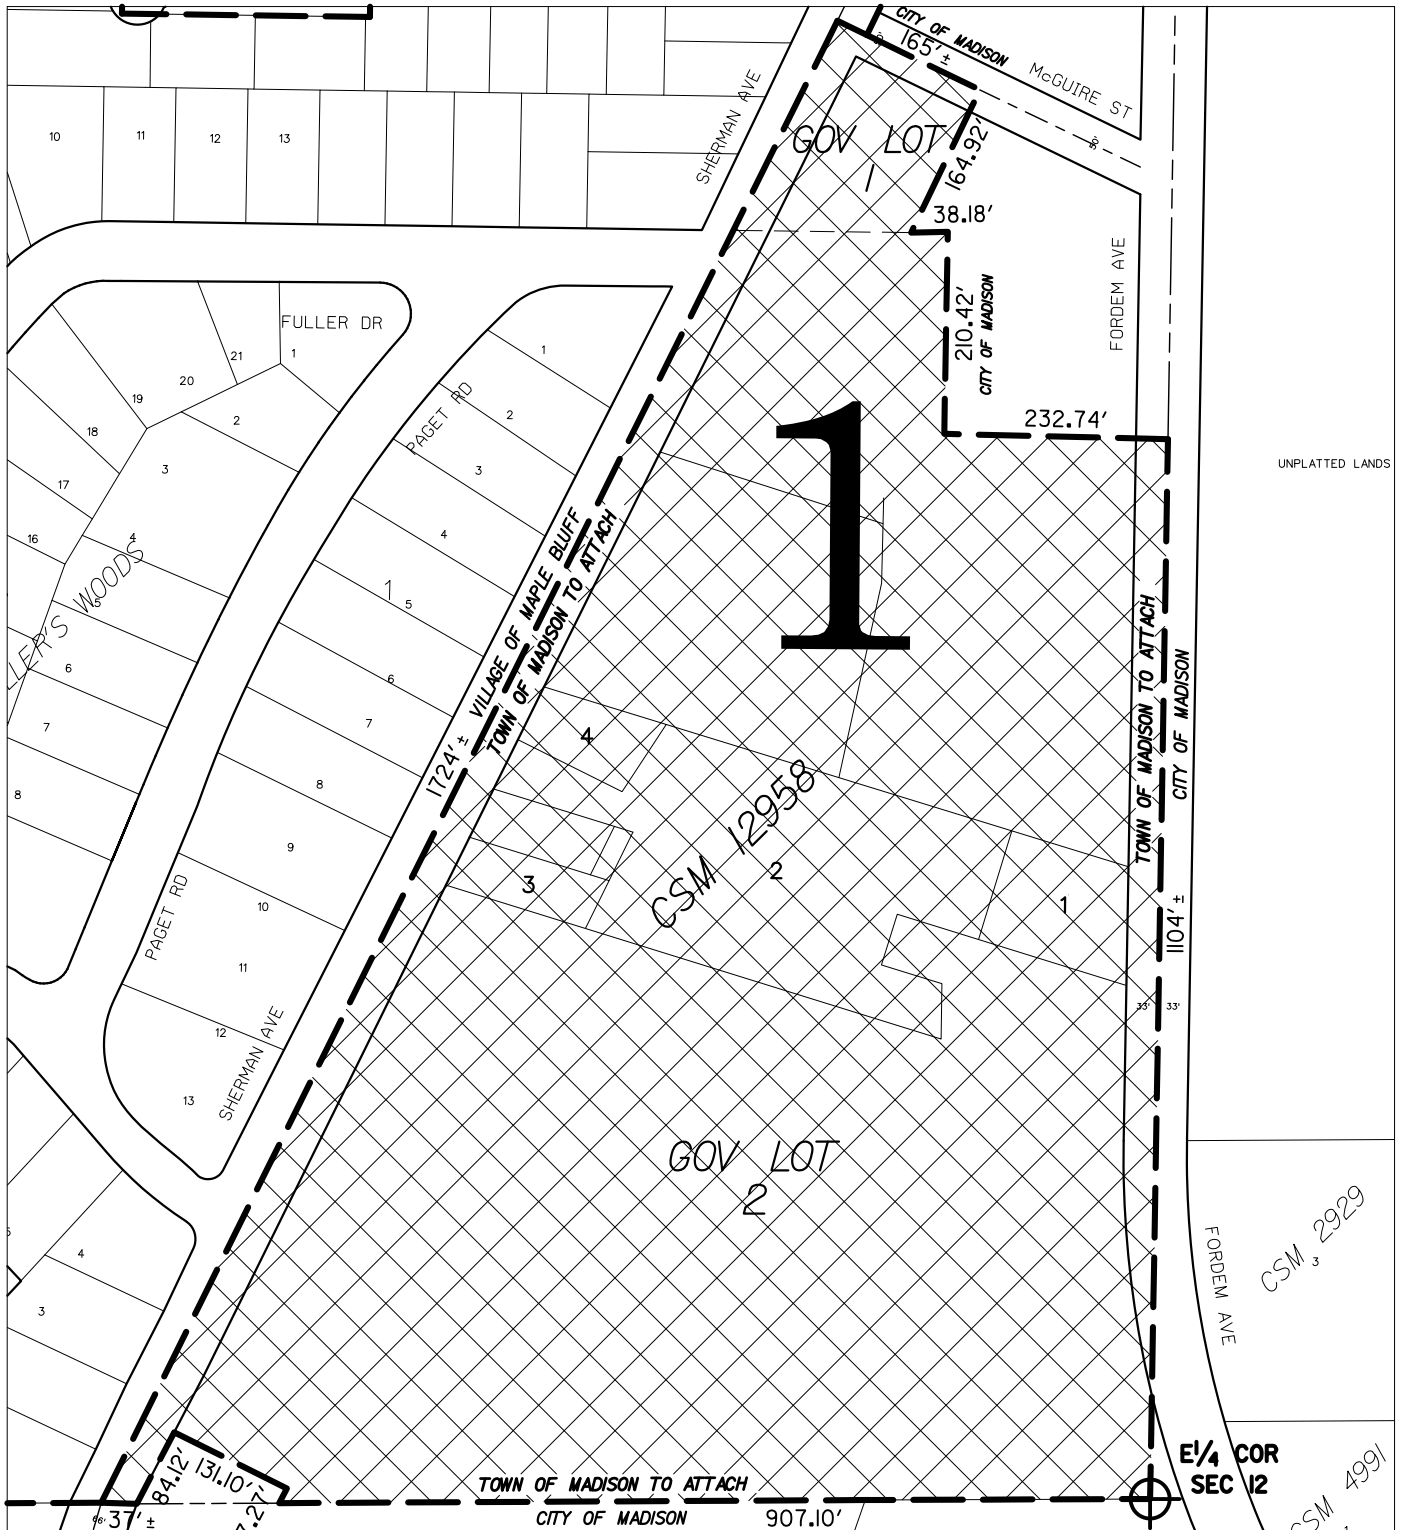 CITY OF MADISON
165'±
McGUIRE ST
SHERMAN AVE
10
11
12
13
GOV LOT
1
164.92'
38.18'
FORDEM AVE
210.42'
CITY OF MADISON
FULLER DR
1
21
20
19
2
18
3
17
16
4
5
6
7
8
PAGET RD
1
2
3
4
5
6
7
8
9
10
11
12
13
1
232.74'
UNPLATTED LANDS
1
VILLAGE OF MAPLE BLUFF
TOWN OF MADISON TO ATTACH
1724'±
TOWN OF MADISON TO ATTACH
CITY OF MADISON
WOODS
4
CSM 12958
3
2
1
1104'±
33'
33'
PAGET RD
SHERMAN AVE
GOV LOT
2
FORDEM AVE
CSM 2929
3
4
3
E1/4 COR
SEC 12
CSM 4991
84.12'
131.10'
66'
37'±
TOWN OF MADISON TO ATTACH
CITY OF MADISON
907.10'